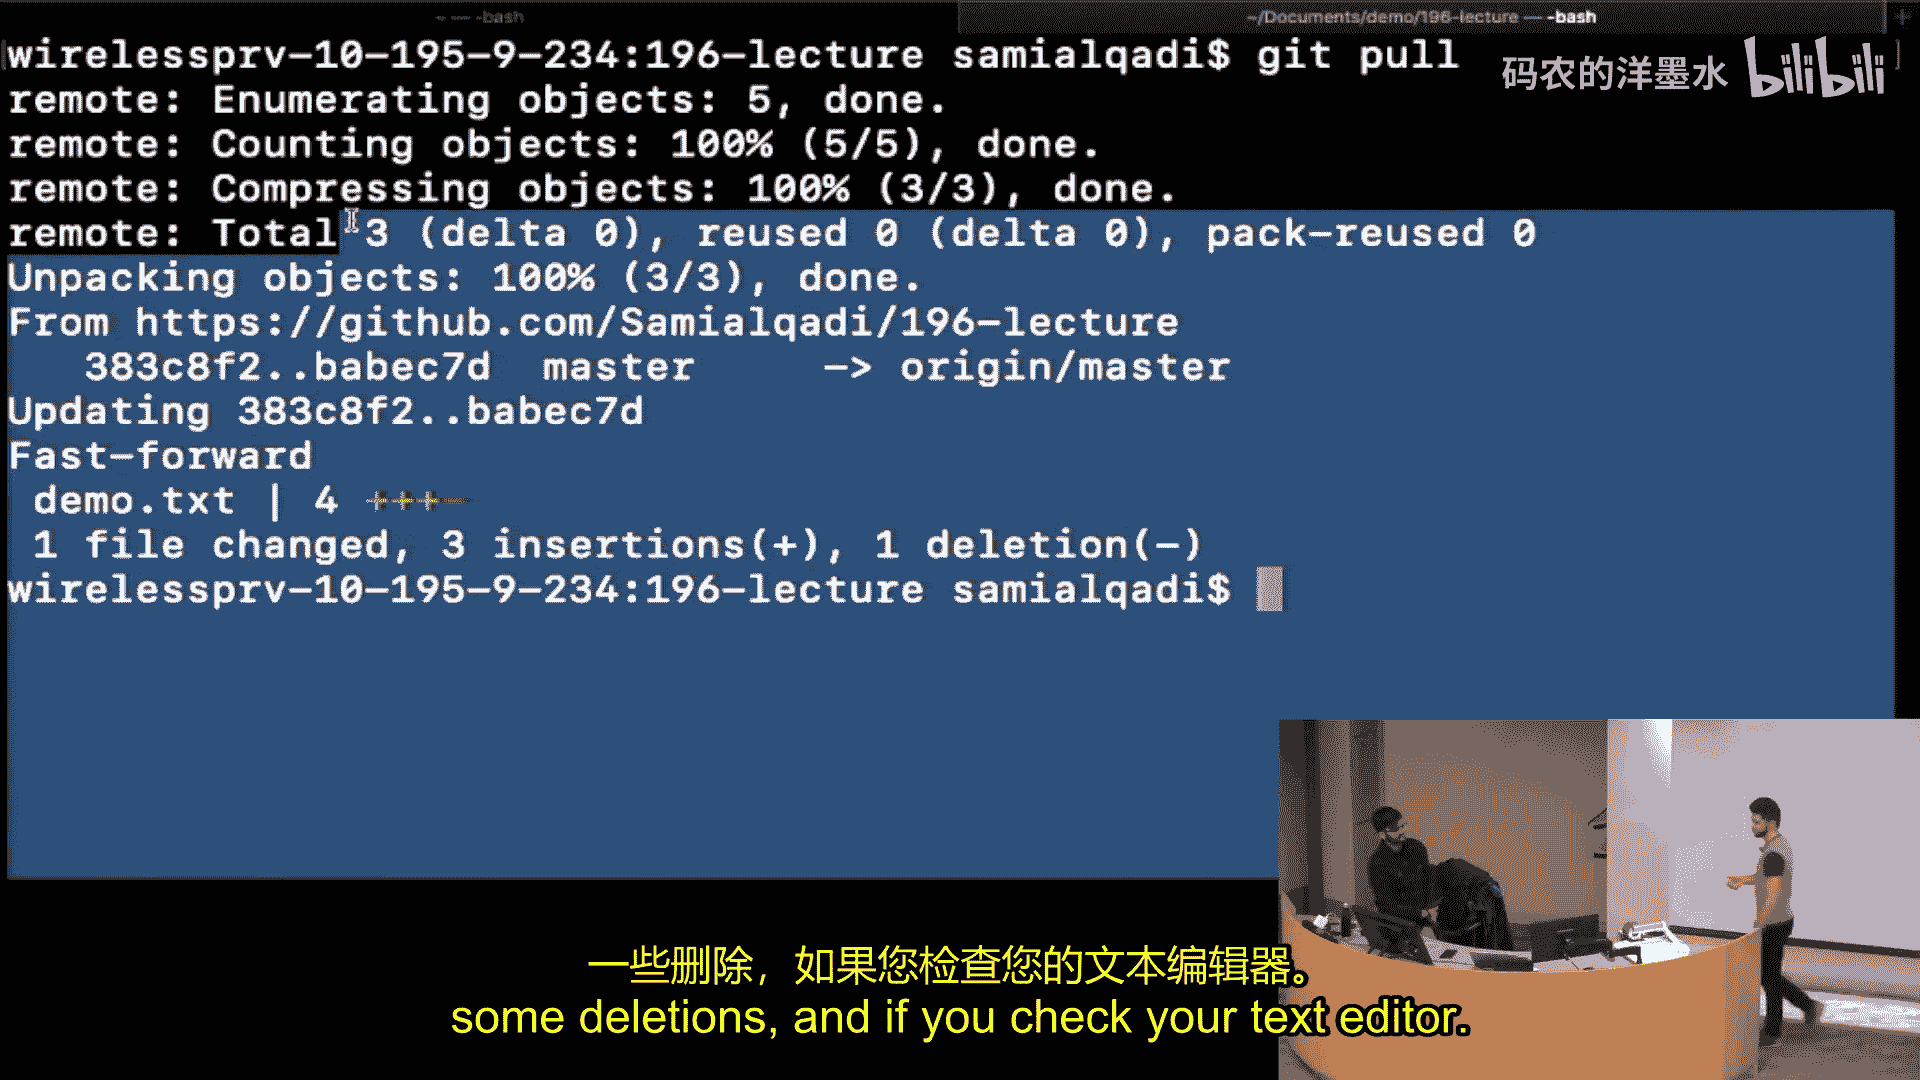 -bash
~/Documents/demo/196-lecture — -bash
wirelessprv-10-195-9-234:196-lecture samialqadi$ git pull
码农的洋墨水 bilibili
remote: Enumerating objects: 5, done.
remote: Counting objects: 100% (5/5), done.
remote: Compressing objects: 100% (3/3), done.
remote: Total 3 (delta 0), reused 0 (delta 0), pack-reused 0
Unpacking objects: 100% (3/3), done.
From https://github.com/Samialqadi/196-lecture
   383c8f2..babec7d  master     -> origin/master
Updating 383c8f2..babec7d
Fast-forward
 demo.txt | 4 +++-
 1 file changed, 3 insertions(+), 1 deletion(-)
wirelessprv-10-195-9-234:196-lecture samialqadi$
一些删除，如果您检查您的文本编辑器。
some deletions, and if you check your text editor.